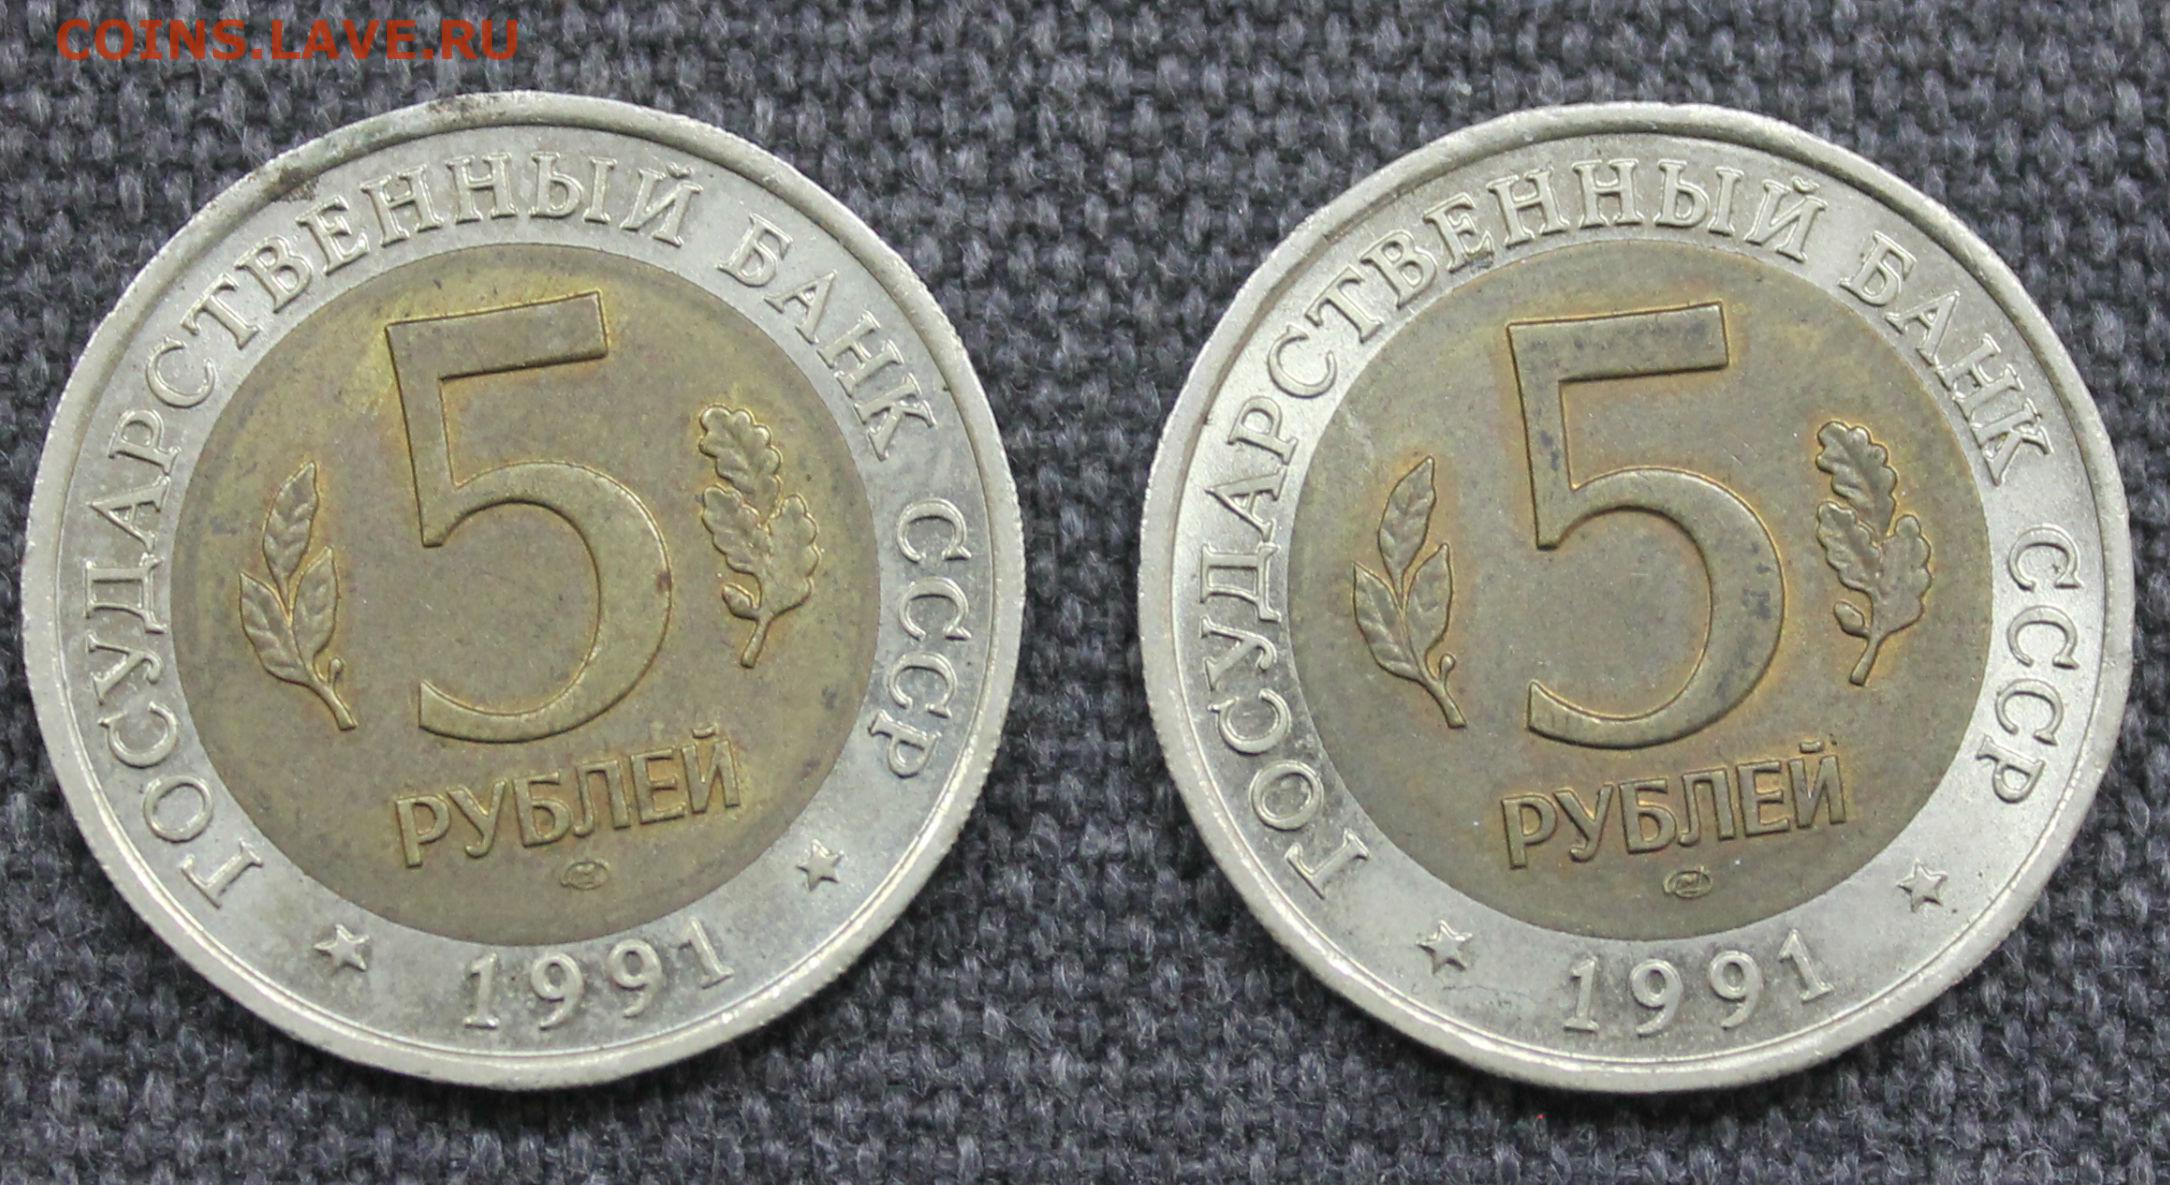 COINS.LAVE.RU
ГОСУДАРСТВЕННЫЙ БАНК СССР
5
РУБЛЕЙ
1991
ГОСУДАРСТВЕННЫЙ БАНК СССР
5
РУБЛЕЙ
1991